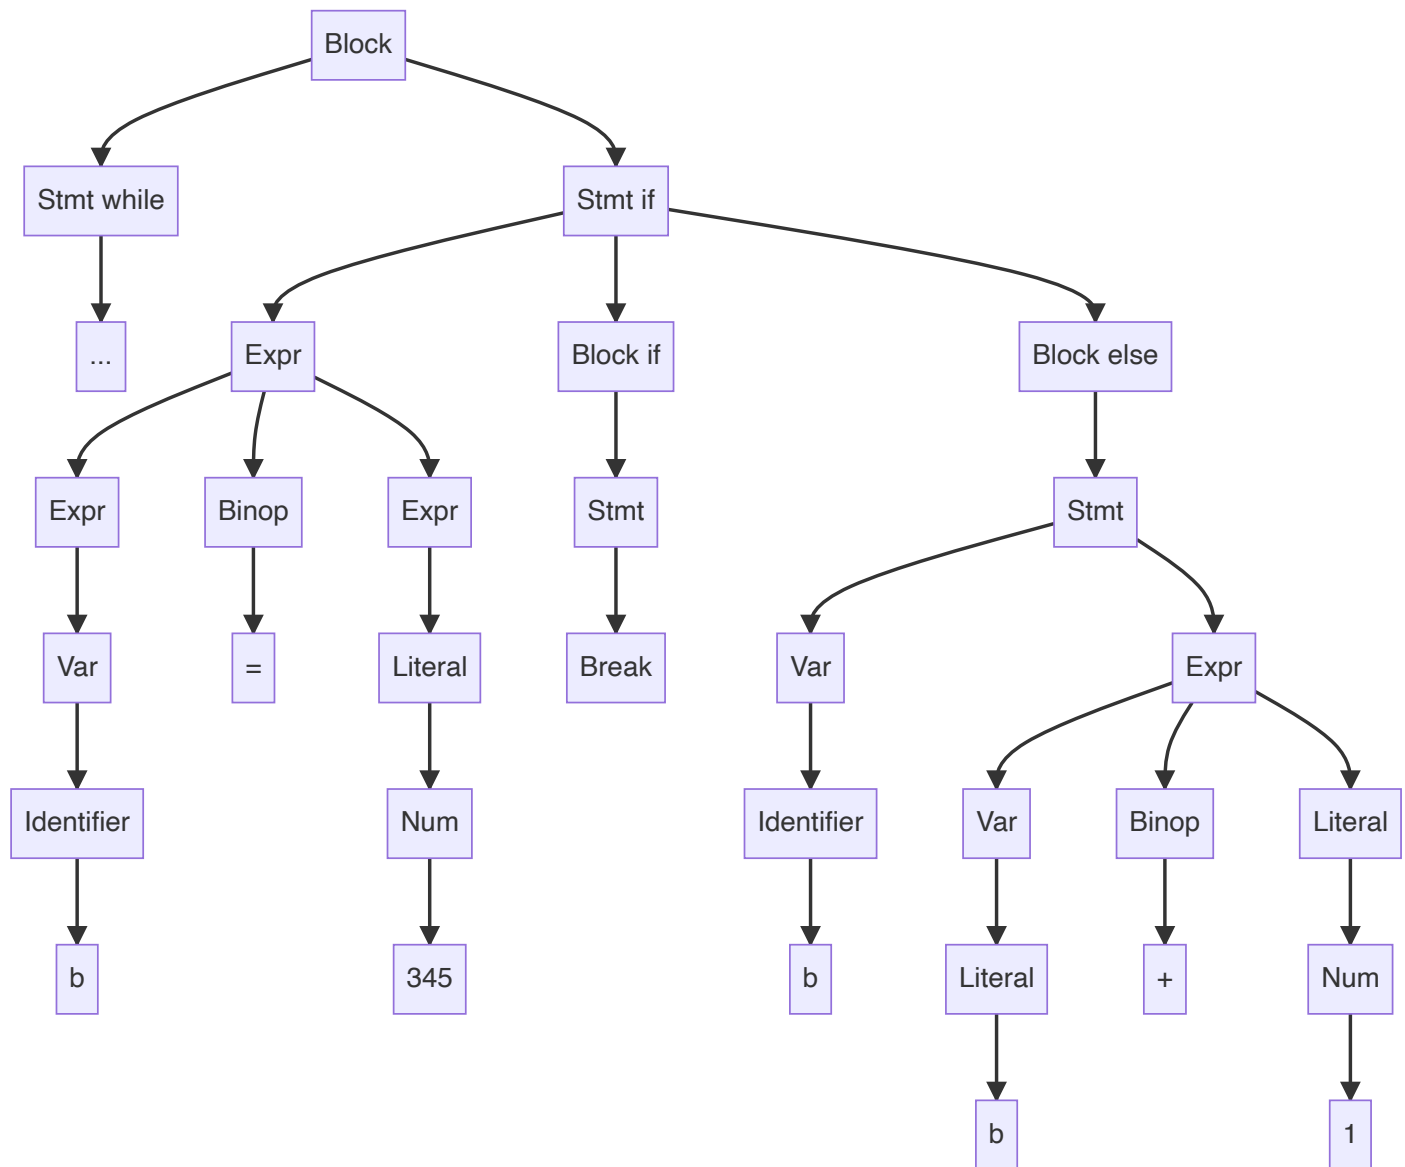 Block
Stmt while
Stmt if
...
Expr
Block if
Block else
Expr
Binop
Expr
Stmt
Stmt
Var
=
Literal
Break
Var
Expr
Identifier
Num
Identifier
Var
Binop
Literal
b
345
b
Literal
+
Num
b
1